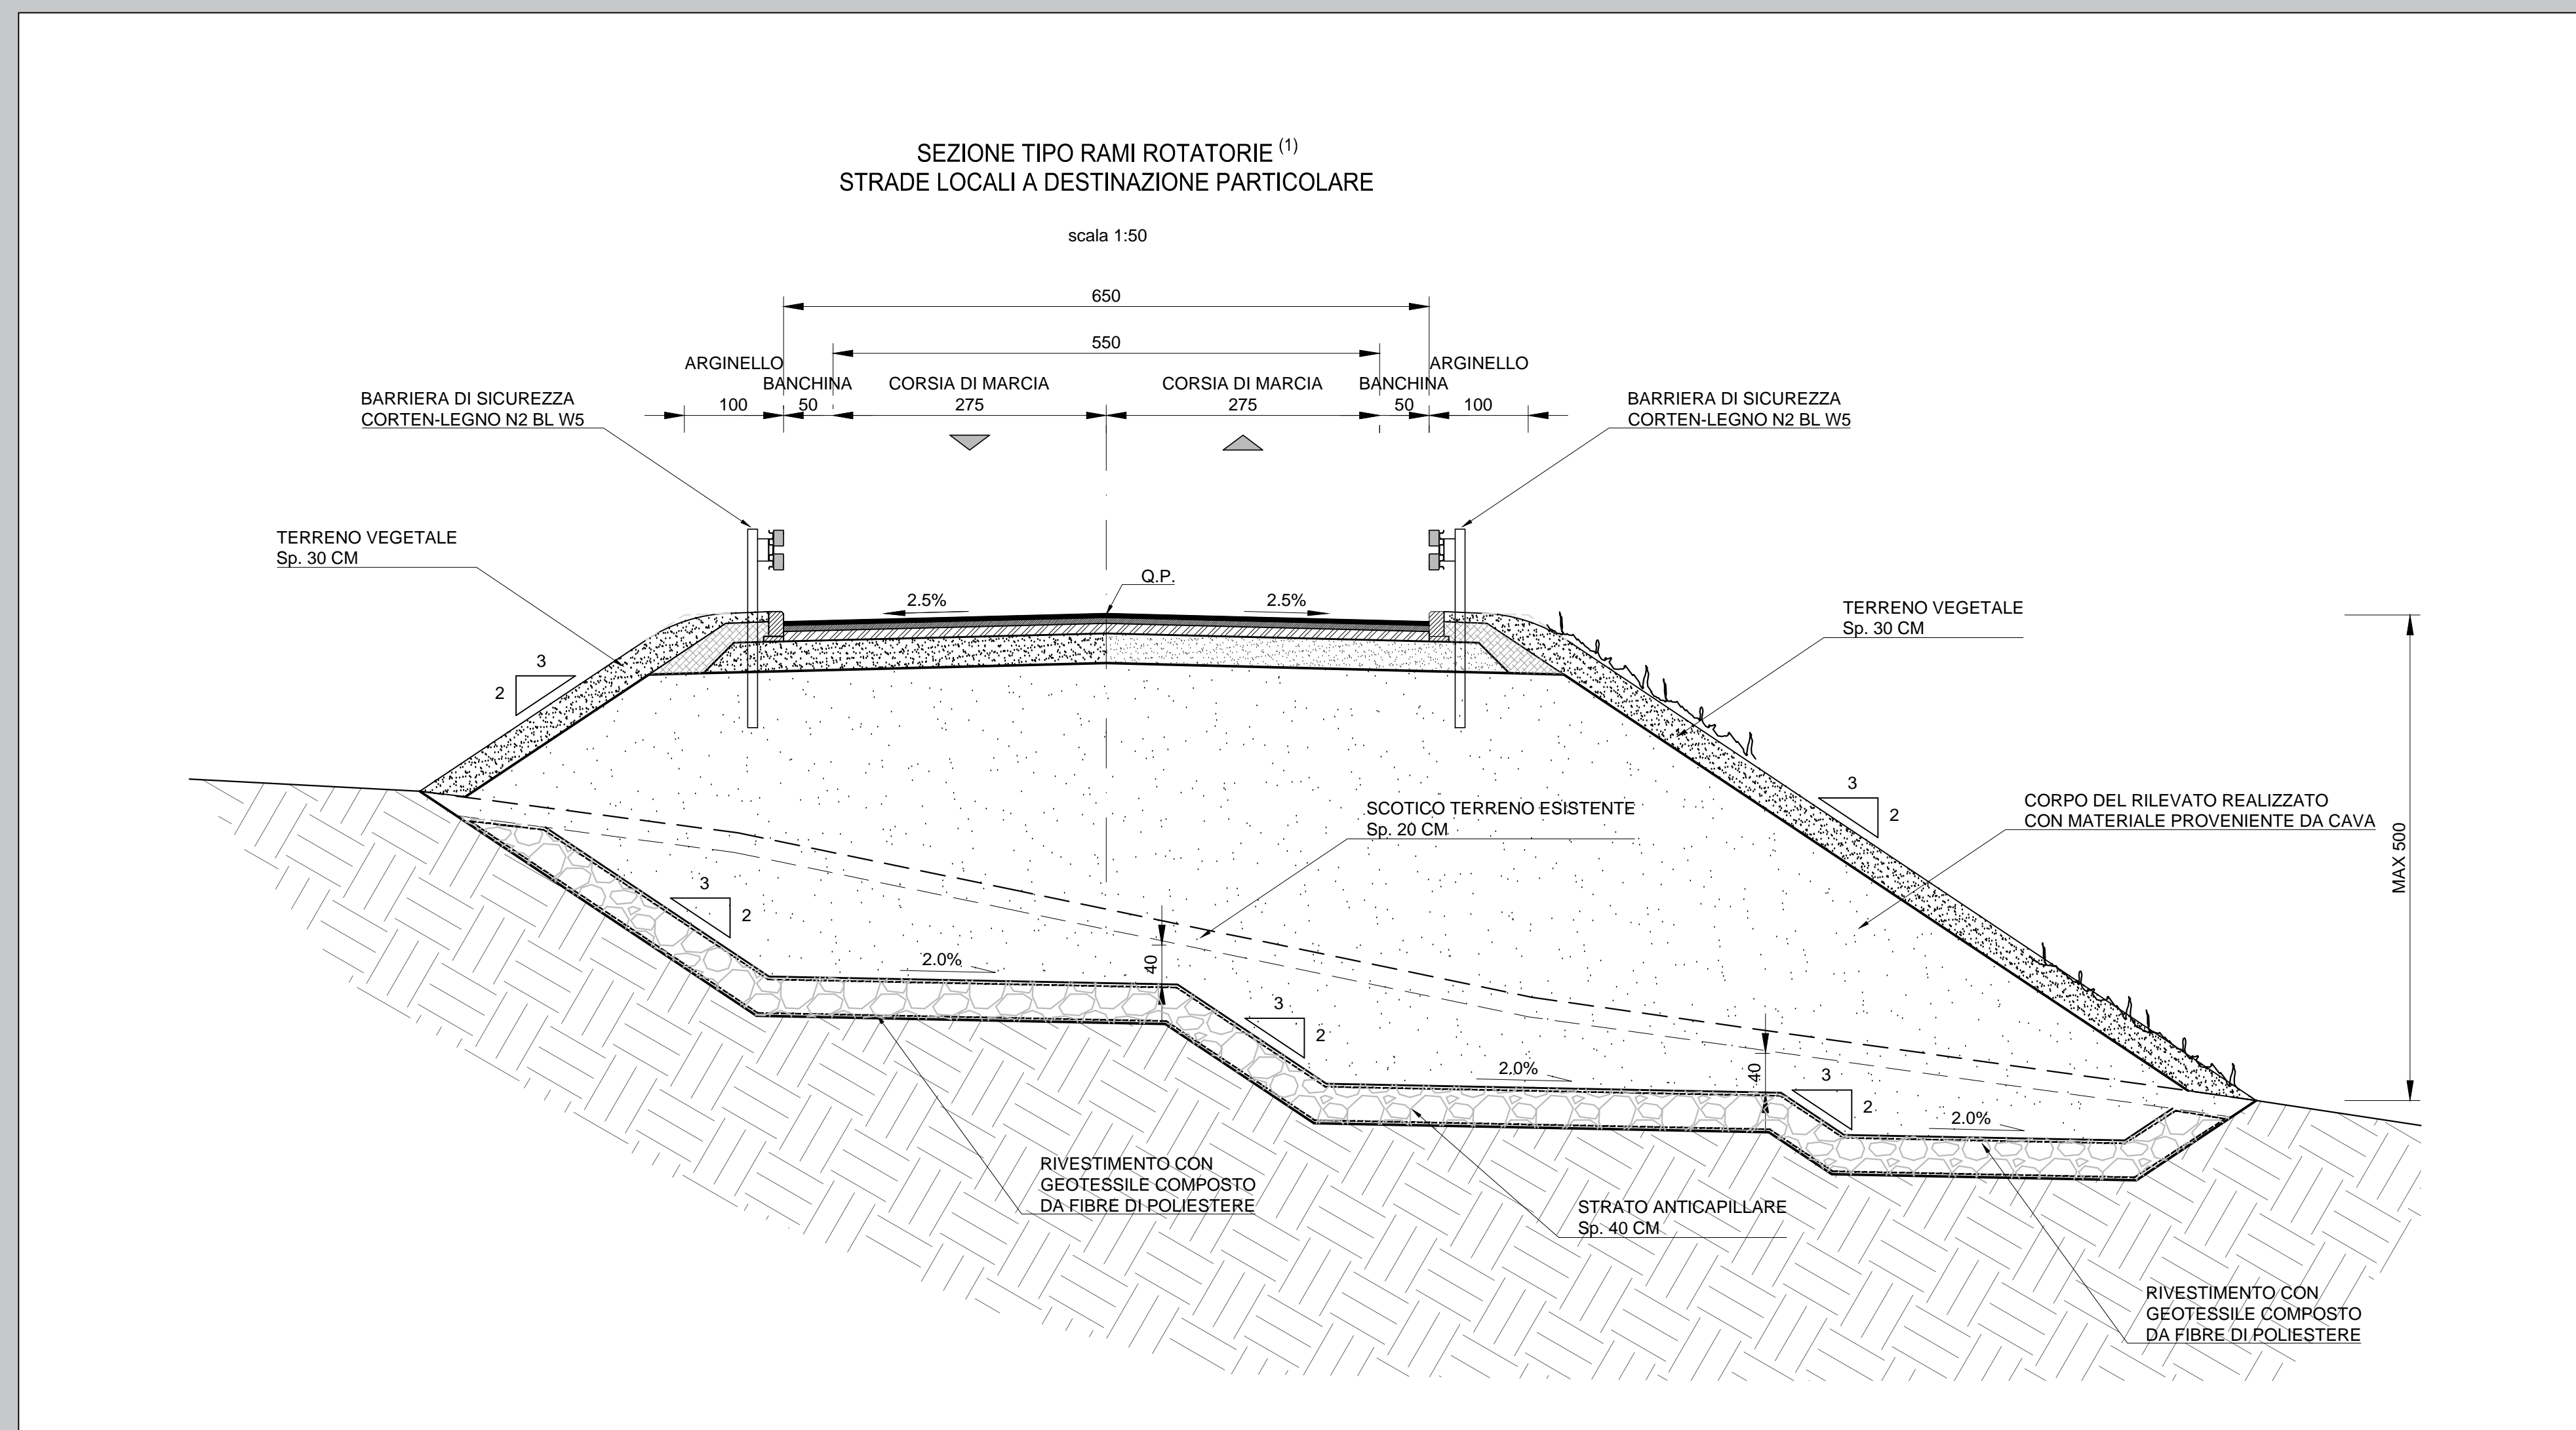 SEZIONE TIPO RAMI ROTATORIE (1)
STRADE LOCALI A DESTINAZIONE PARTICOLARE
scala 1:50
650
550
ARGINELLO
ARGINELLO
BANCHINA
CORSIA DI MARCIA
CORSIA DI MARCIA
BANCHINA
100
50
275
275
50
100
BARRIERA DI SICUREZZA
CORTEN-LEGNO N2 BL W5
BARRIERA DI SICUREZZA
CORTEN-LEGNO N2 BL W5
TERRENO VEGETALE
Sp. 30 CM
Q.P.
2.5%
2.5%
TERRENO VEGETALE
Sp. 30 CM
3
2
3
2
SCOTICO TERRENO ESISTENTE
Sp. 20 CM
CORPO DEL RILEVATO REALIZZATO
CON MATERIALE PROVENIENTE DA CAVA
MAX 500
3
2
2.0%
40
3
2
2.0%
40
3
2
2.0%
RIVESTIMENTO CON
GEOTESSILE COMPOSTO
DA FIBRE DI POLIESTERE
STRATO ANTICAPILLARE
Sp. 40 CM
RIVESTIMENTO CON
GEOTESSILE COMPOSTO
DA FIBRE DI POLIESTERE